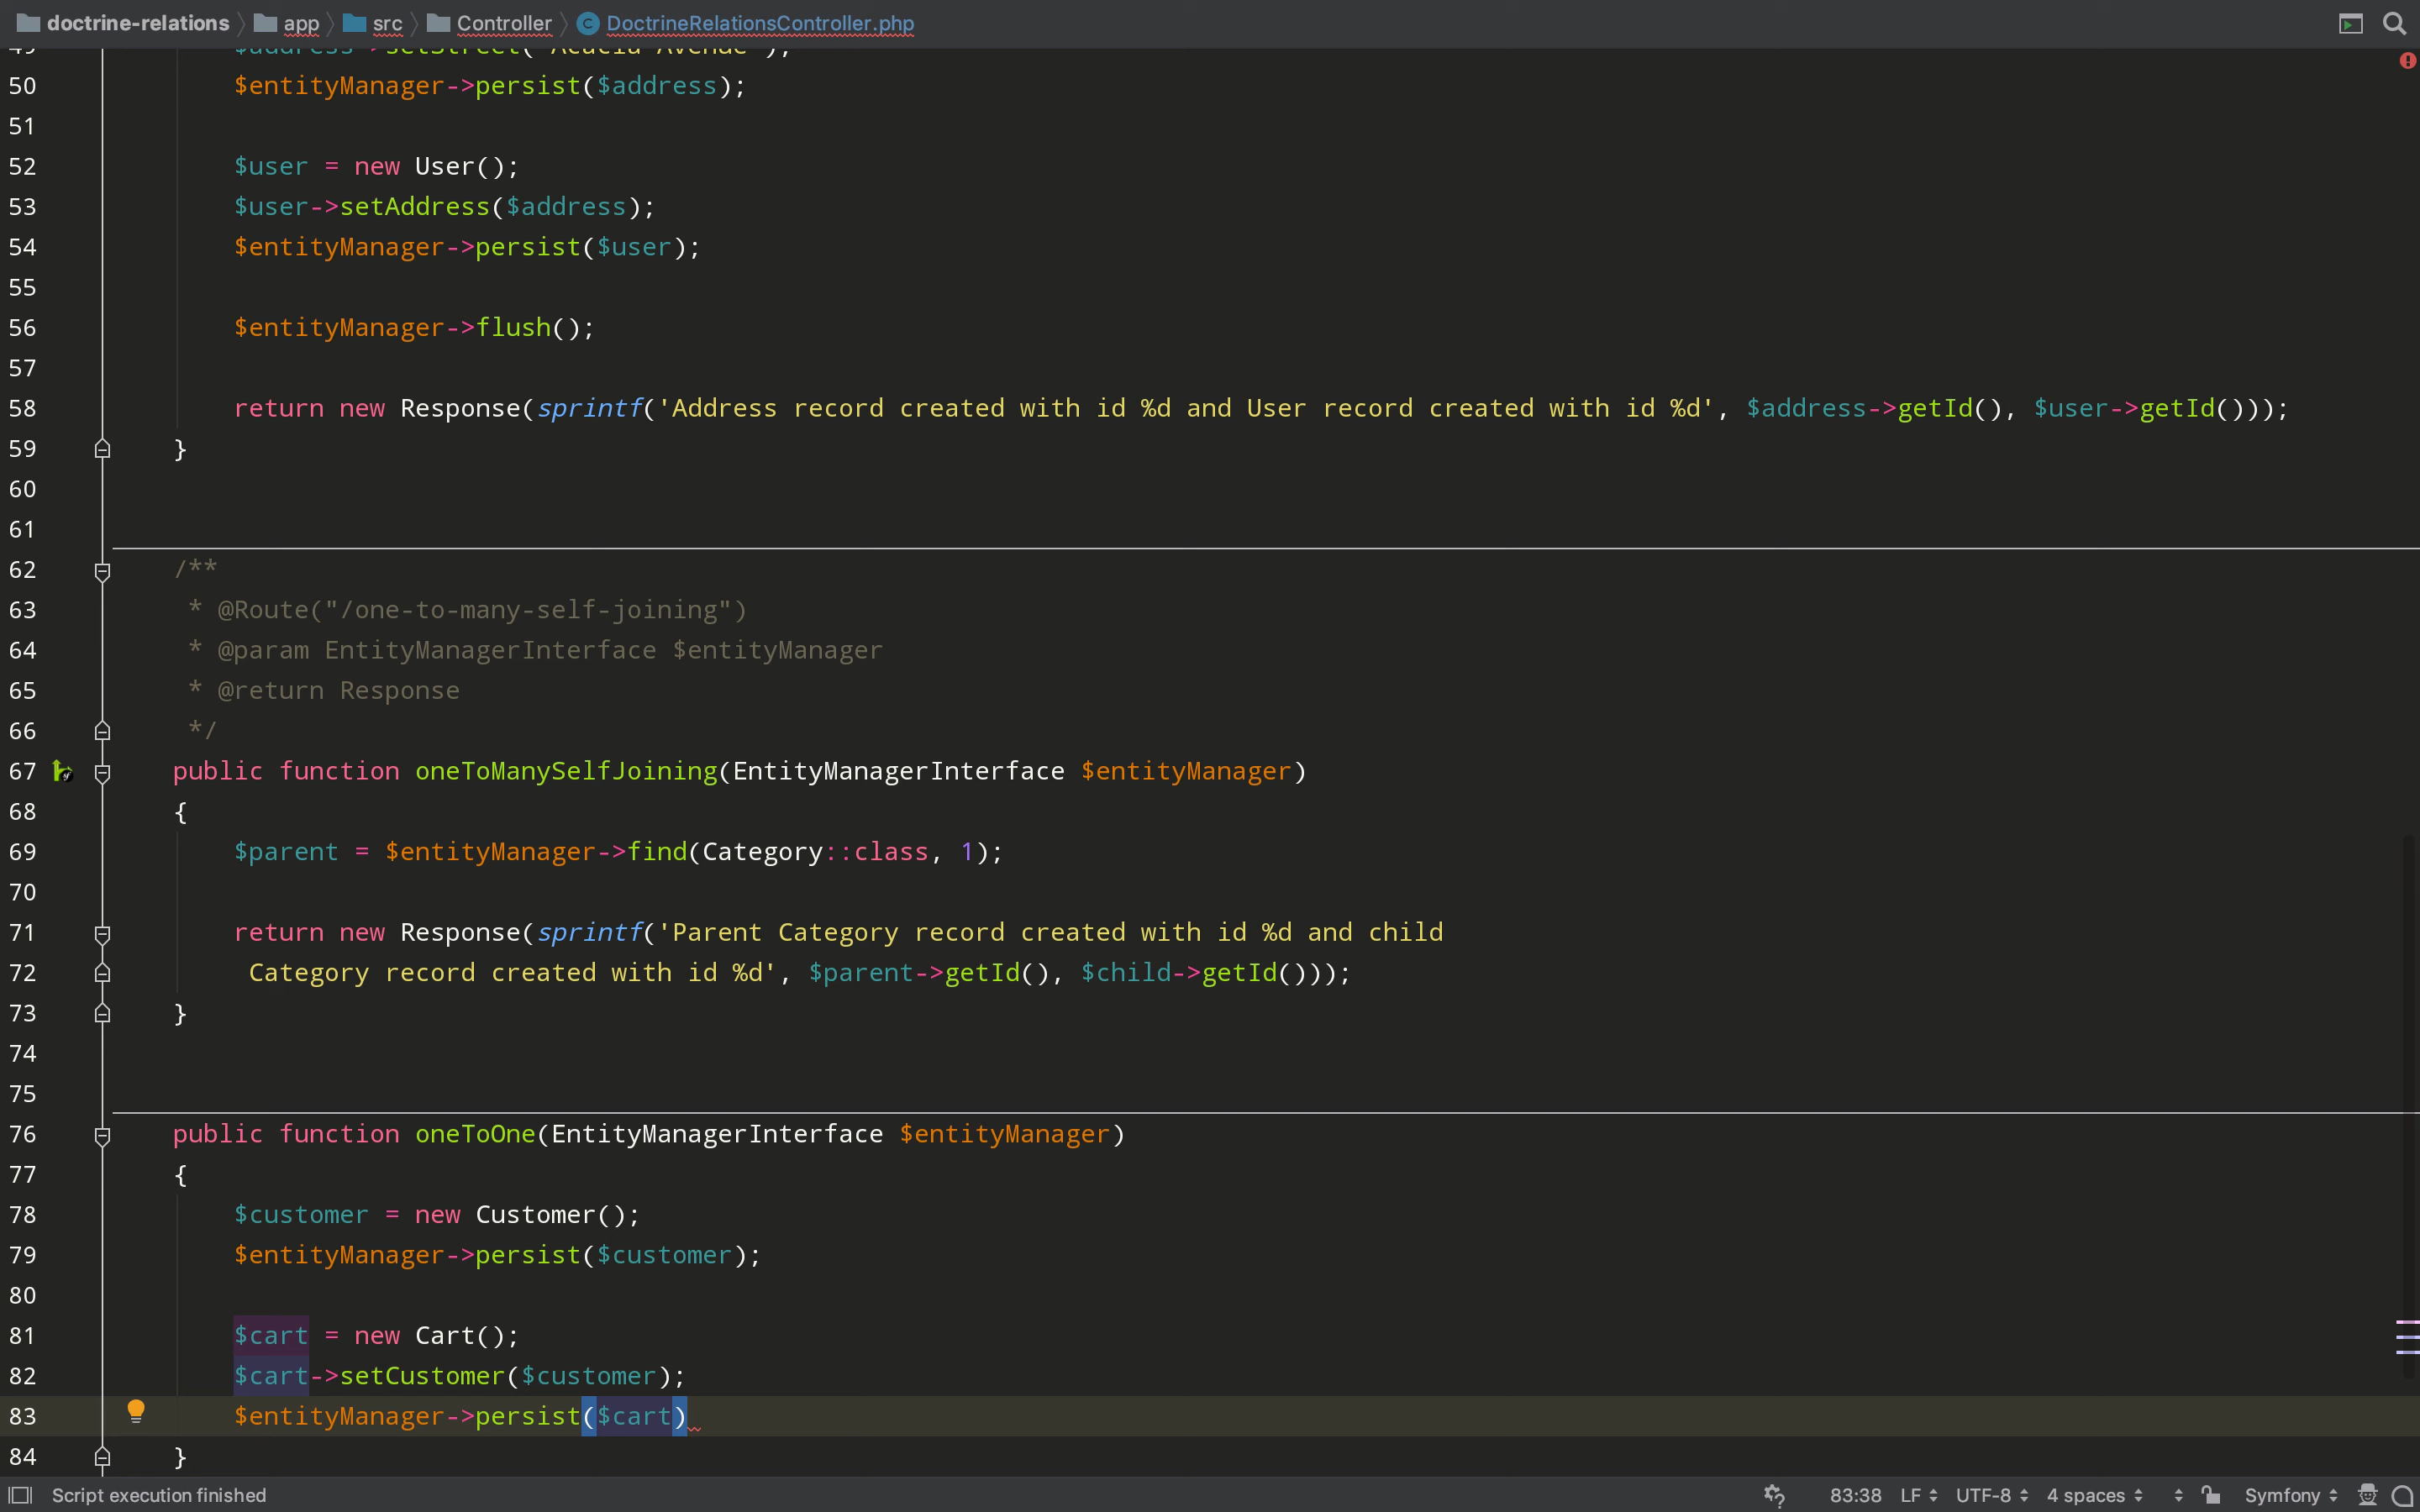 doctrine-relations app src Controller DoctrineRelationsController.php
49 $address->setStreet('Acacia Avenue');
50 $entityManager->persist($address);
51
52 $user = new User();
53 $user->setAddress($address);
54 $entityManager->persist($user);
55
56 $entityManager->flush();
57
58 return new Response(sprintf('Address record created with id %d and User record created with id %d', $address->getId(), $user->getId()));
59 }
60
61
62 /**
63 * @Route("/one-to-many-self-joining")
64 * @param EntityManagerInterface $entityManager
65 * @return Response
66 */
67 public function oneToManySelfJoining(EntityManagerInterface $entityManager)
68 {
69 $parent = $entityManager->find(Category::class, 1);
70
71 return new Response(sprintf('Parent Category record created with id %d and child
72 Category record created with id %d', $parent->getId(), $child->getId()));
73 }
74
75
76 public function oneToOne(EntityManagerInterface $entityManager)
77 {
78 $customer = new Customer();
79 $entityManager->persist($customer);
80
81 $cart = new Cart();
82 $cart->setCustomer($customer);
83 $entityManager->persist($cart)
84 }
Script execution finished 83:38 LF UTF-8 4 spaces Symfony